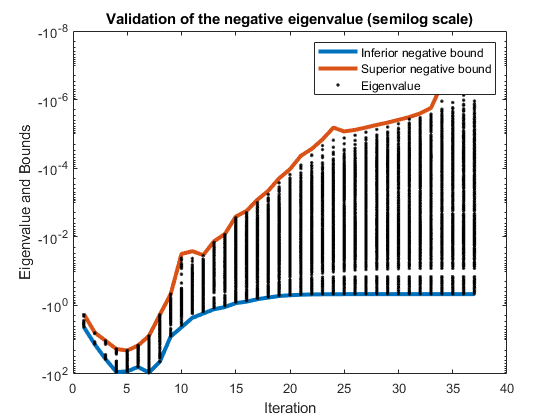 Validation of the negative eigenvalue (semilog scale)
-10^-8
-10^-6
-10^-4
-10^-2
-10^0
-10^2
Eigenvalue and Bounds
Inferior negative bound
Superior negative bound
Eigenvalue
0 5 10 15 20 25 30 35 40
Iteration